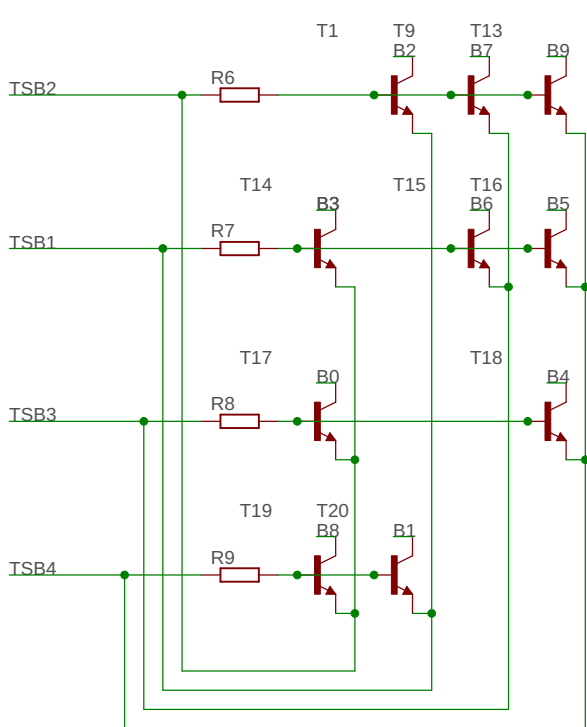 T1 T9 T13
B2 B7 B9
TSB2 R6
T14 T15 T16
B3 B6 B5
TSB1 R7
T17 T18
B0 B4
TSB3 R8
T19 T20
B8 B1
TSB4 R9